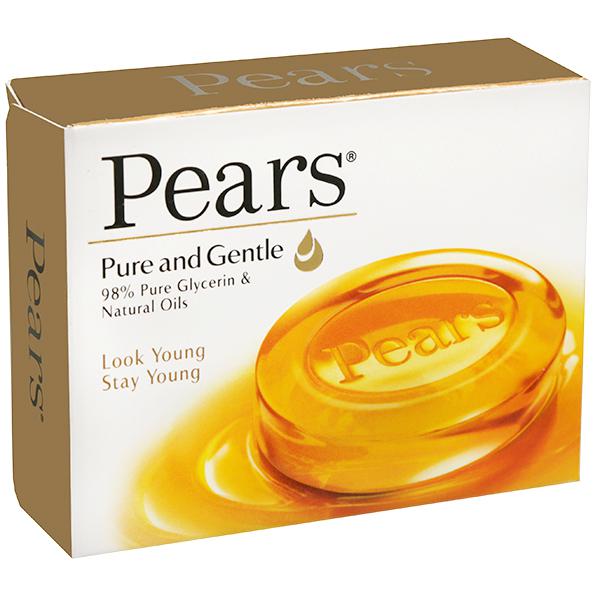 Pears
Pears®
Pure and Gentle
98% Pure Glycerin &
Natural Oils
Look Young
Stay Young
Pears
Pears